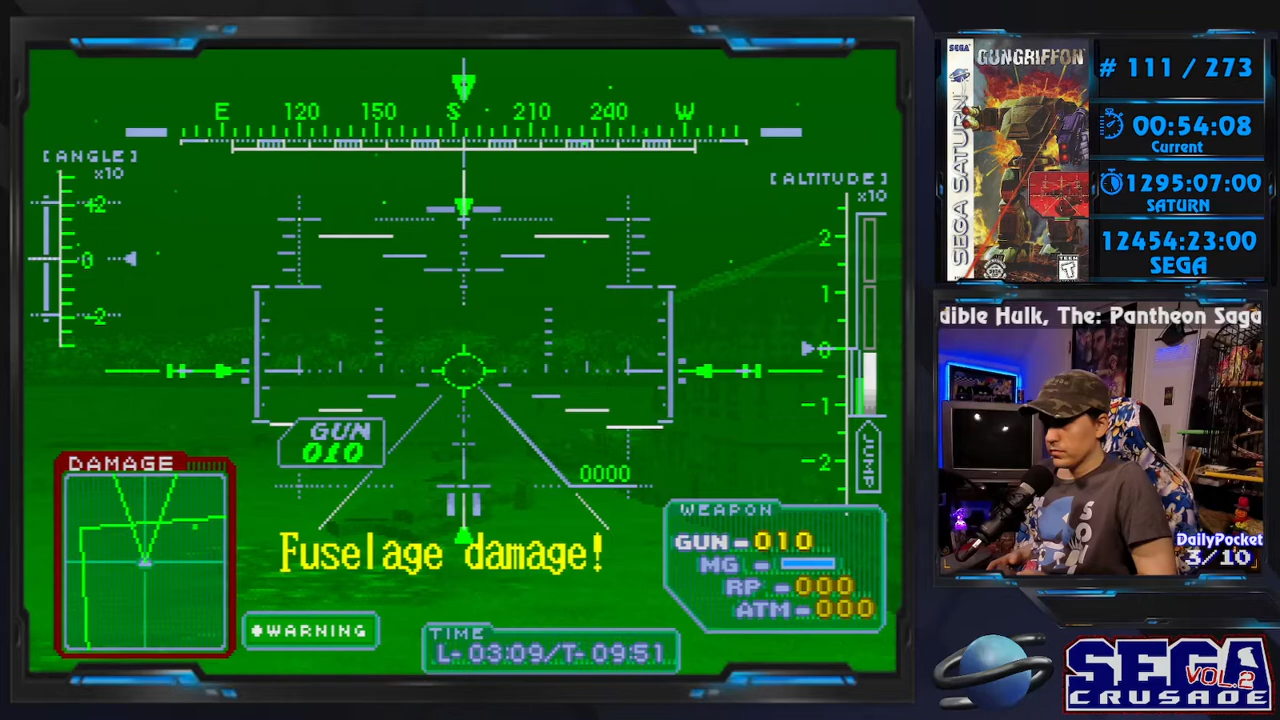 E 120 150 S 210 240 W
[ANGLE]
x10
+2
0
-2
[ALTITUDE]
x10
2
1
0
-1
-2
JUMP
GUN
010
0000
DAMAGE
Fuselage damage!
WARNING
WEAPON
GUN-010
MG -
RP -000
ATM-000
TIME
L- 03:09/T- 09:51
SEGA
GUNGRIFFON
SEGA SATURN
TEEN
T
# 111 / 273
00:54:08
Current
1295:07:00
SATURN
12454:23:00
SEGA
dible Hulk, The: Pantheon Saga
DailyPocket
3/10
SEGA
VOL.2
CRUSADE